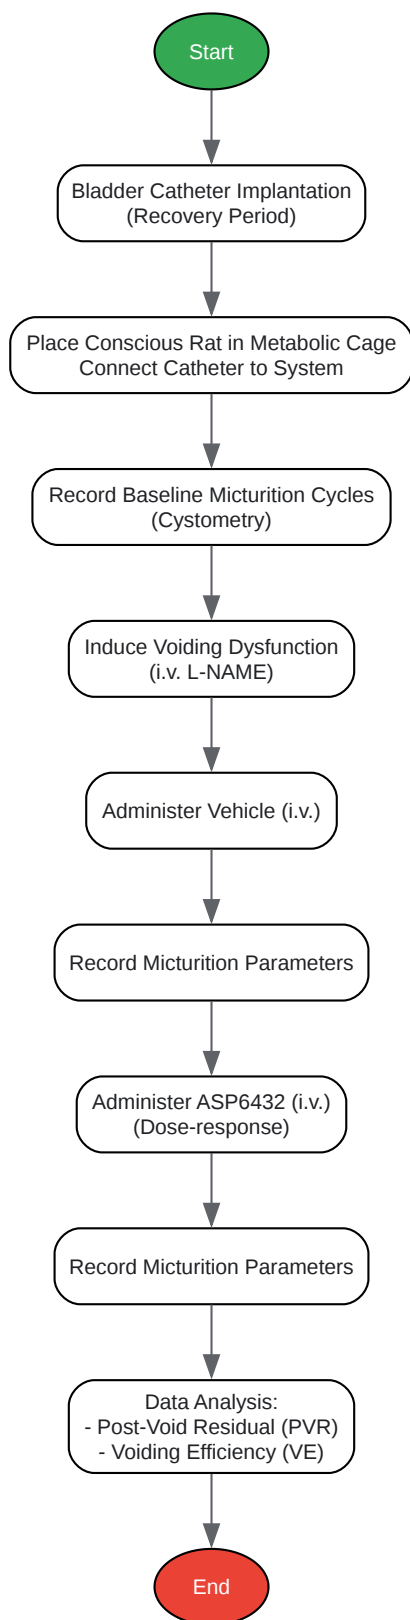 Start
Bladder Catheter Implantation
(Recovery Period)
Place Conscious Rat in Metabolic Cage
Connect Catheter to System
Record Baseline Micturition Cycles
(Cystometry)
Induce Voiding Dysfunction
(i.v. L-NAME)
Administer Vehicle (i.v.)
Record Micturition Parameters
Administer ASP6432 (i.v.)
(Dose-response)
Record Micturition Parameters
Data Analysis:
- Post-Void Residual (PVR)
- Voiding Efficiency (VE)
End